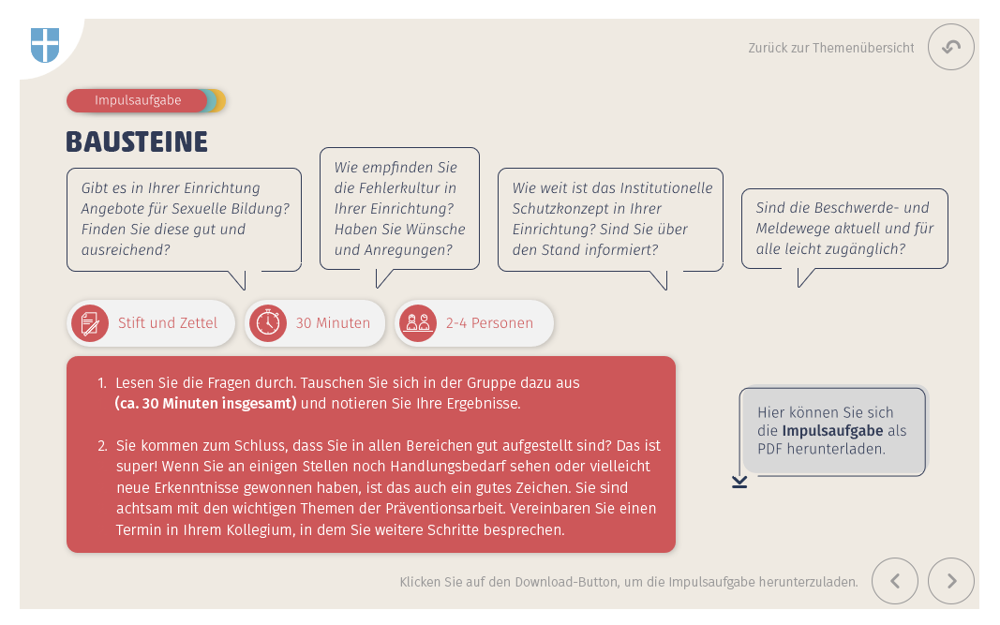 Zurück zur Themenübersicht
Impulsaufgabe
BAUSTEINE
Gibt es in Ihrer Einrichtung
Angebote für Sexuelle Bildung?
Finden Sie diese gut und
ausreichend?
Wie empfinden Sie
die Fehlerkultur in
Ihrer Einrichtung?
Haben Sie Wünsche
und Anregungen?
Wie weit ist das Institutionelle
Schutzkonzept in Ihrer
Einrichtung? Sind Sie über
den Stand informiert?
Sind die Beschwerde- und
Meldewege aktuell und für
alle leicht zugänglich?
Stift und Zettel
30 Minuten
2-4 Personen
1. Lesen Sie die Fragen durch. Tauschen Sie sich in der Gruppe dazu aus
(ca. 30 Minuten insgesamt) und notieren Sie Ihre Ergebnisse.
2. Sie kommen zum Schluss, dass Sie in allen Bereichen gut aufgestellt sind? Das ist
super! Wenn Sie an einigen Stellen noch Handlungsbedarf sehen oder vielleicht
neue Erkenntnisse gewonnen haben, ist das auch ein gutes Zeichen. Sie sind
achtsam mit den wichtigen Themen der Präventionsarbeit. Vereinbaren Sie einen
Termin in Ihrem Kollegium, in dem Sie weitere Schritte besprechen.
Hier können Sie sich
die Impulsaufgabe als
PDF herunterladen.
Klicken Sie auf den Download-Button, um die Impulsaufgabe herunterzuladen.